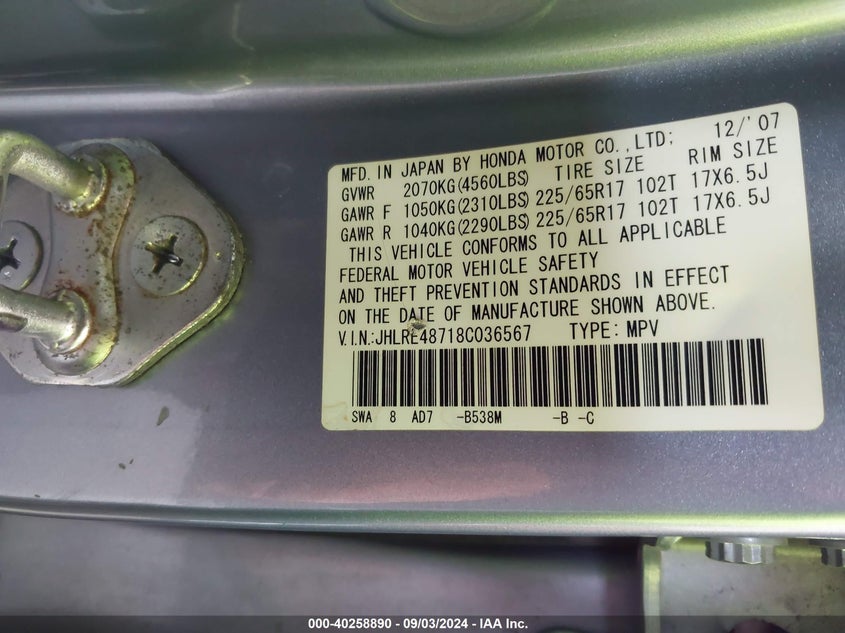 MFD. IN JAPAN BY HONDA MOTOR CO.,LTD; 12/'07
GVWR 2070KG(4560LBS) TIRE SIZE RIM SIZE
GAWR F 1050KG(2310LBS) 225/65R17 102T 17X6.5J
GAWR R 1040KG(2290LBS) 225/65R17 102T 17X6.5J
THIS VEHICLE CONFORMS TO ALL APPLICABLE
FEDERAL MOTOR VEHICLE SAFETY
AND THEFT PREVENTION STANDARDS IN EFFECT
ON THE DATE OF MANUFACTURE SHOWN ABOVE.
V.I.N.:JHLRE48718C036567 TYPE: MPV
SWA 8 AD7 -B538M -B -C
000-40258890 - 09/03/2024 - IAA Inc.